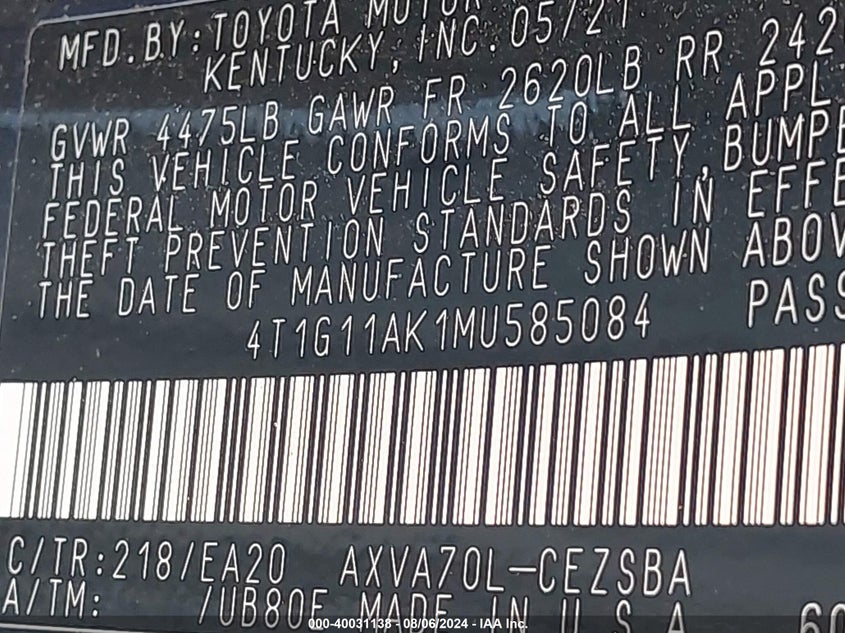 MFD. BY: TOYOTA MOTOR
KENTUCKY, INC. 05/21
GVWR 4475LB GAWR FR 2620LB RR 242
THIS VEHICLE CONFORMS TO ALL APPL
FEDERAL MOTOR VEHICLE SAFETY, BUMPE
THEFT PREVENTION STANDARDS IN EFFE
THE DATE OF MANUFACTURE SHOWN ABOV
4T1G11AK1MU585084 PASS
C/TR:218/EA20 AXVA70L-CEZSBA
A/TM: /UB80E MADE IN U.S.A. 60
000-40031138 - 08/06/2024 - IAA Inc.